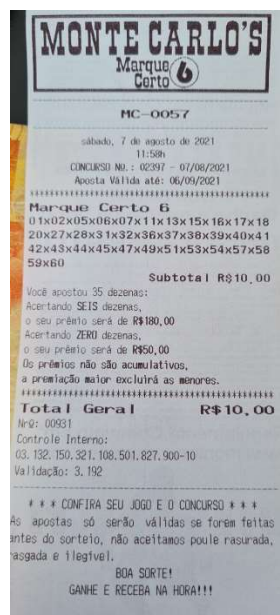 MONTE CARLO'S
Marque
Certo 6
MC-0057
sábado, 7 de agosto de 2021
11:58h
CONCURSO Nº.: 02397 - 07/08/2021
Aposta Válida até: 06/09/2021
Marque Certo 6
01x02x05x06x07x11x13x15x16x17x18
20x27x28x31x32x36x37x38x39x40x41
42x43x44x45x47x49x51x53x54x57x58
59x60
Subtotal R$10,00
Você apostou 35 dezenas:
Acertando SEIS dezenas,
o seu prêmio será de R$180,00
Acertando ZERO dezenas,
o seu prêmio será de R$50,00
Os prêmios não são acumulativos,
a premiação maior excluirá as menores.
Total Geral R$10,00
Nrº: 00931
Controle Interno:
03.132.150,321.108,501.827.900-10
Validação: 3.192
* * * CONFIRA SEU JOGO E O CONCURSO * * *
As apostas só serão válidas se forem feitas
antes do sorteio, não aceitamos poule rasurada,
rasgada e ilegível.
BOA SORTE!
GANHE E RECEBA NA HORA!!!